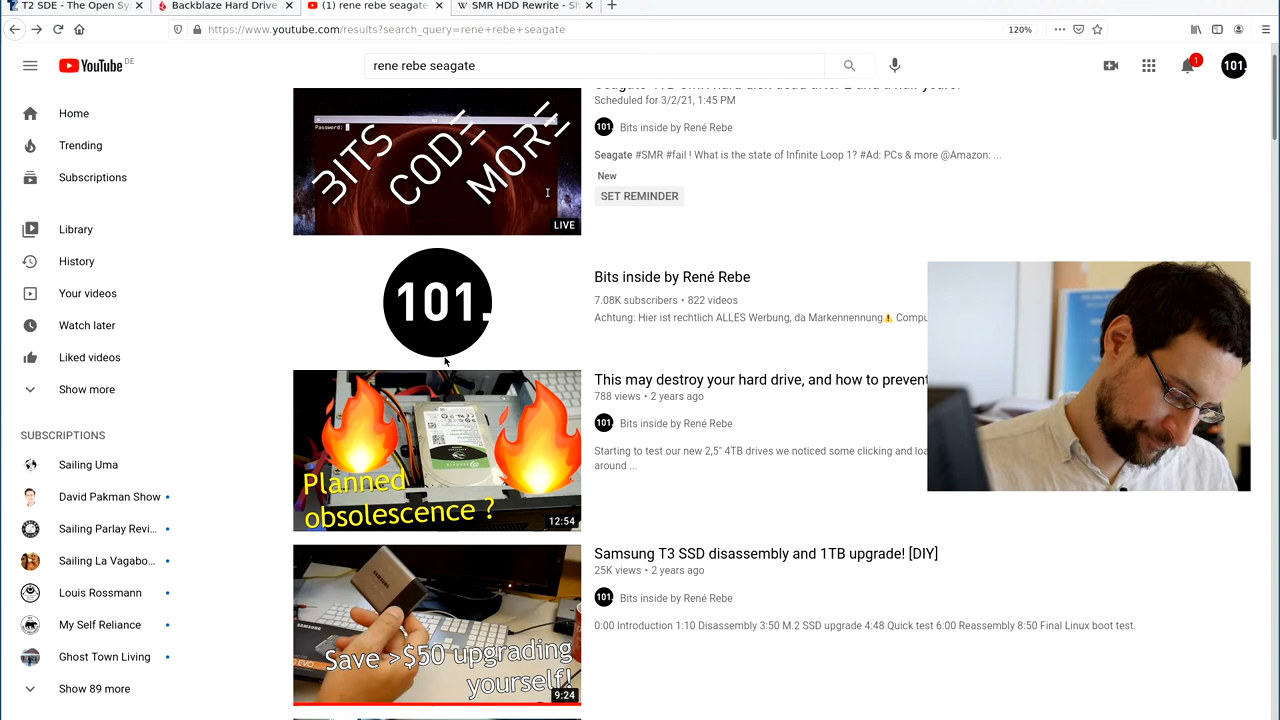 T2 SDE - The Open Sy
Backblaze Hard Drive
(1) rene rebe seagate
W SMR HDD Rewrite - Sh
https://www.youtube.com/results?search_query=rene+rebe+seagate
120%
YouTube DE
rene rebe seagate
1
101.
Home
Trending
Subscriptions
Library
History
Your videos
Watch later
Liked videos
Show more
SUBSCRIPTIONS
Sailing Uma
David Pakman Show
Sailing Parlay Revi...
Sailing La Vagabo...
Louis Rossmann
My Self Reliance
Ghost Town Living
Show 89 more
Password:
BITS
CODE
MORE
LIVE
Scheduled for 3/2/21, 1:45 PM
101. Bits inside by René Rebe
Seagate #SMR #fail ! What is the state of Infinite Loop 1? #Ad: PCs & more @Amazon: ...
New
SET REMINDER
101.
Bits inside by René Rebe
7.08K subscribers • 822 videos
Achtung: Hier ist rechtlich ALLES Werbung, da Markennennung⚠ Compu
Planned
obsolescence ?
12:54
This may destroy your hard drive, and how to prevent
788 views • 2 years ago
101. Bits inside by René Rebe
Starting to test our new 2,5" 4TB drives we noticed some clicking and loa
around ...
Save >$50 upgrading
yourself!
9:24
Samsung T3 SSD disassembly and 1TB upgrade! [DIY]
25K views • 2 years ago
101. Bits inside by René Rebe
0:00 Introduction 1:10 Disassembly 3:50 M.2 SSD upgrade 4:48 Quick test 6:00 Reassembly 8:50 Final Linux boot test.